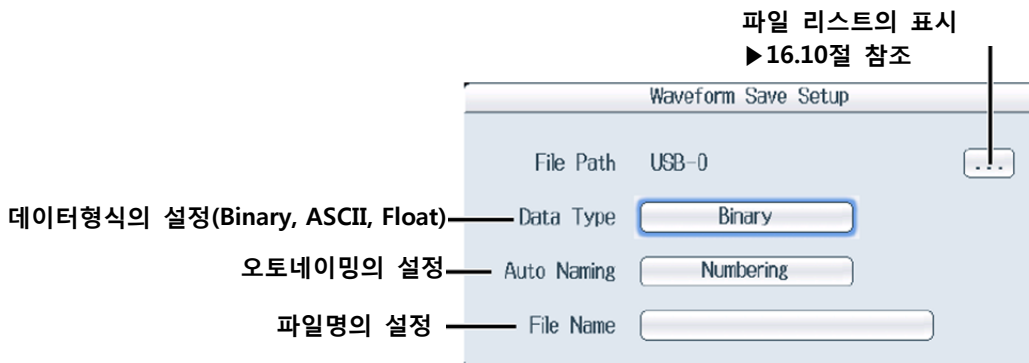 파일 리스트의 표시
▶16.10절 참조
Waveform Save Setup
File Path USB-0 ...
데이터형식의 설정(Binary, ASCII, Float) Data Type Binary
오토네이밍의 설정 Auto Naming Numbering
파일명의 설정 File Name